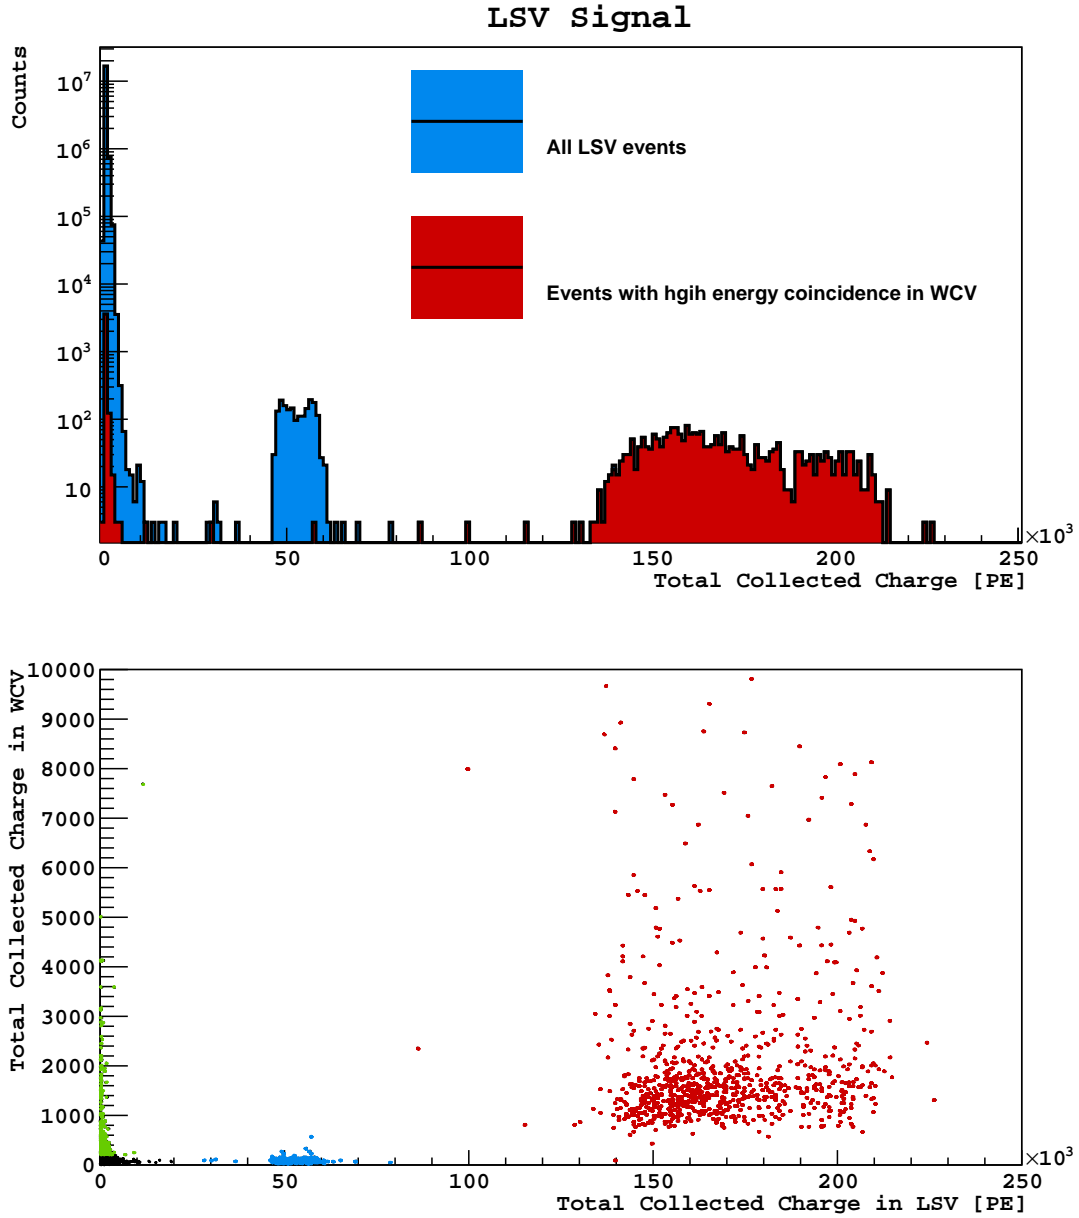 LSV Signal
Counts
10^7
10^6
10^5
10^4
10^3
10^2
10
All LSV events
Events with hgih energy coincidence in WCV
0 50 100 150 200 250 ×10^3
Total Collected Charge [PE]
Total Collected Charge in WCV
10000
9000
8000
7000
6000
5000
4000
3000
2000
1000
0
0 50 100 150 200 250 ×10^3
Total Collected Charge in LSV [PE]